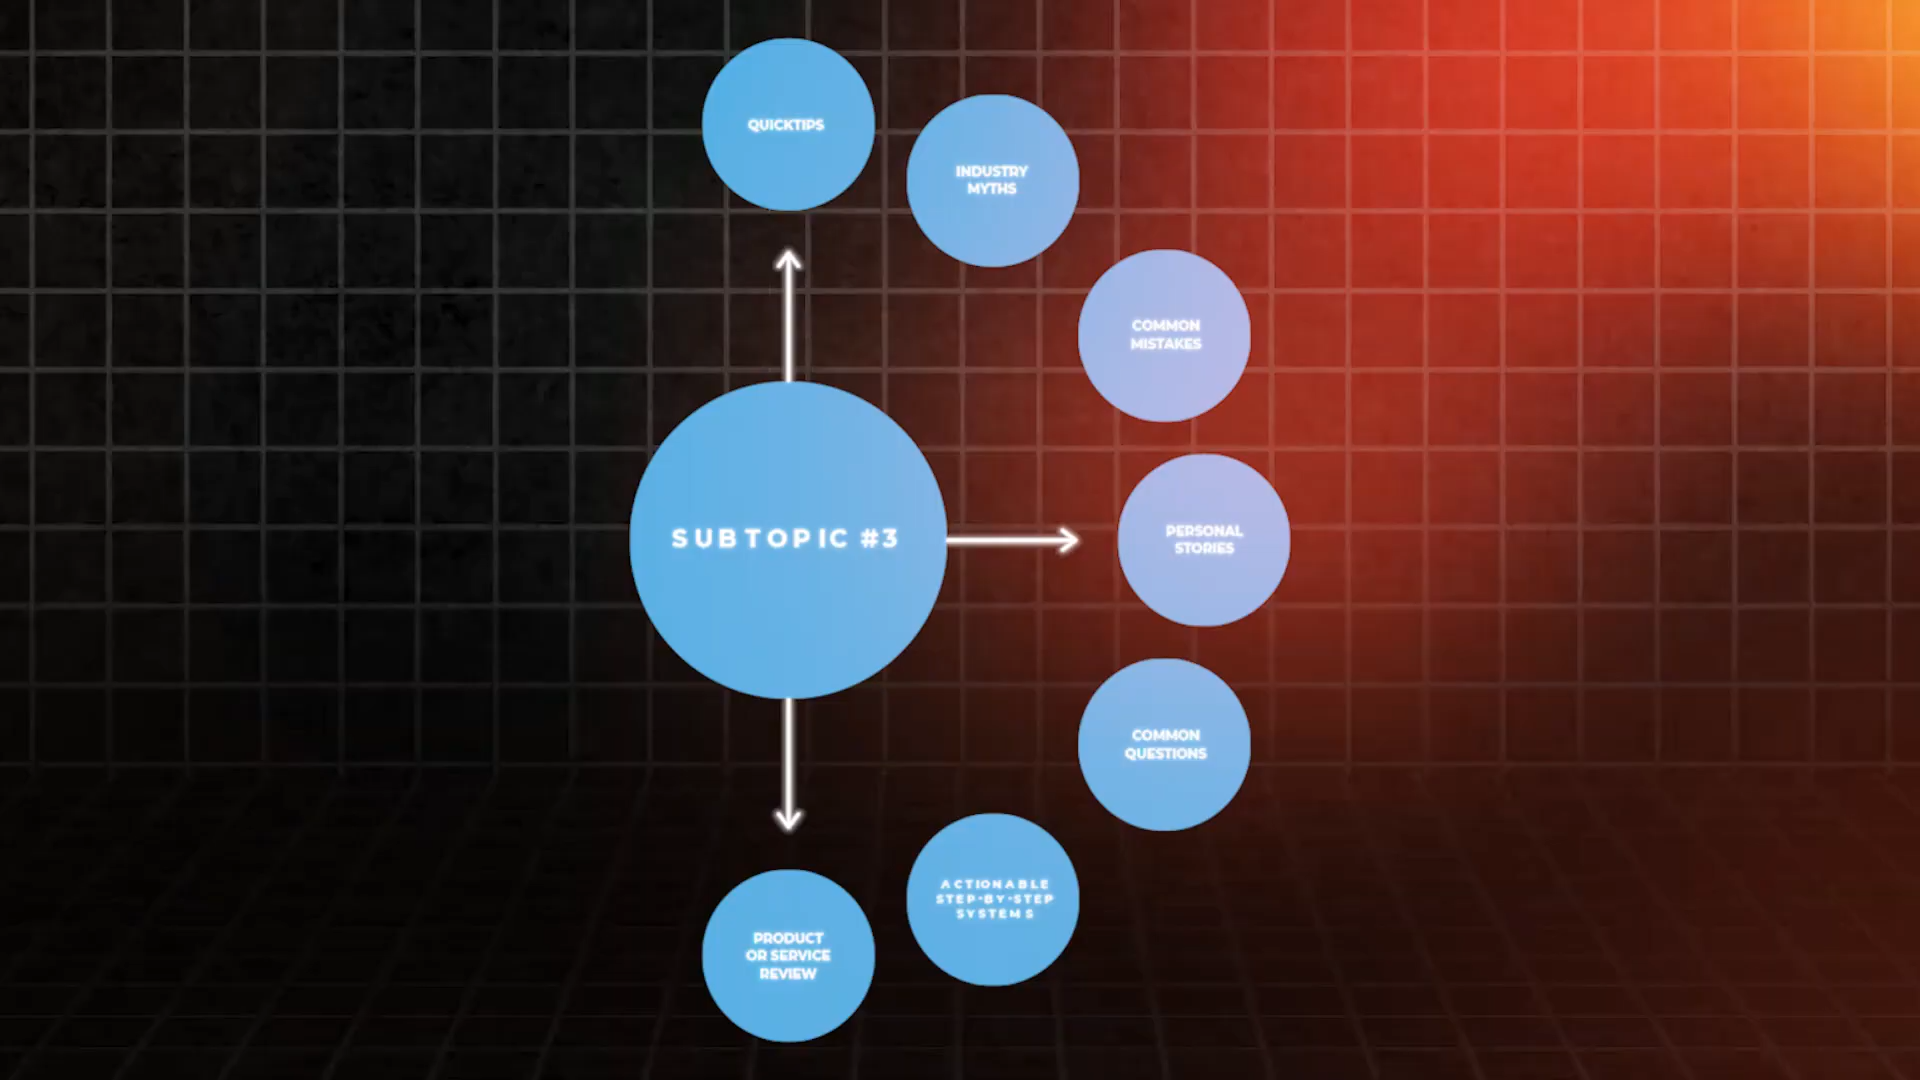 QUICKTIPS
INDUSTRY
MYTHS
COMMON
MISTAKES
SUBTOPIC #3
PERSONAL
STORIES
COMMON
QUESTIONS
ACTIONABLE
STEP-BY-STEP
SYSTEMS
PRODUCT
OR SERVICE
REVIEW